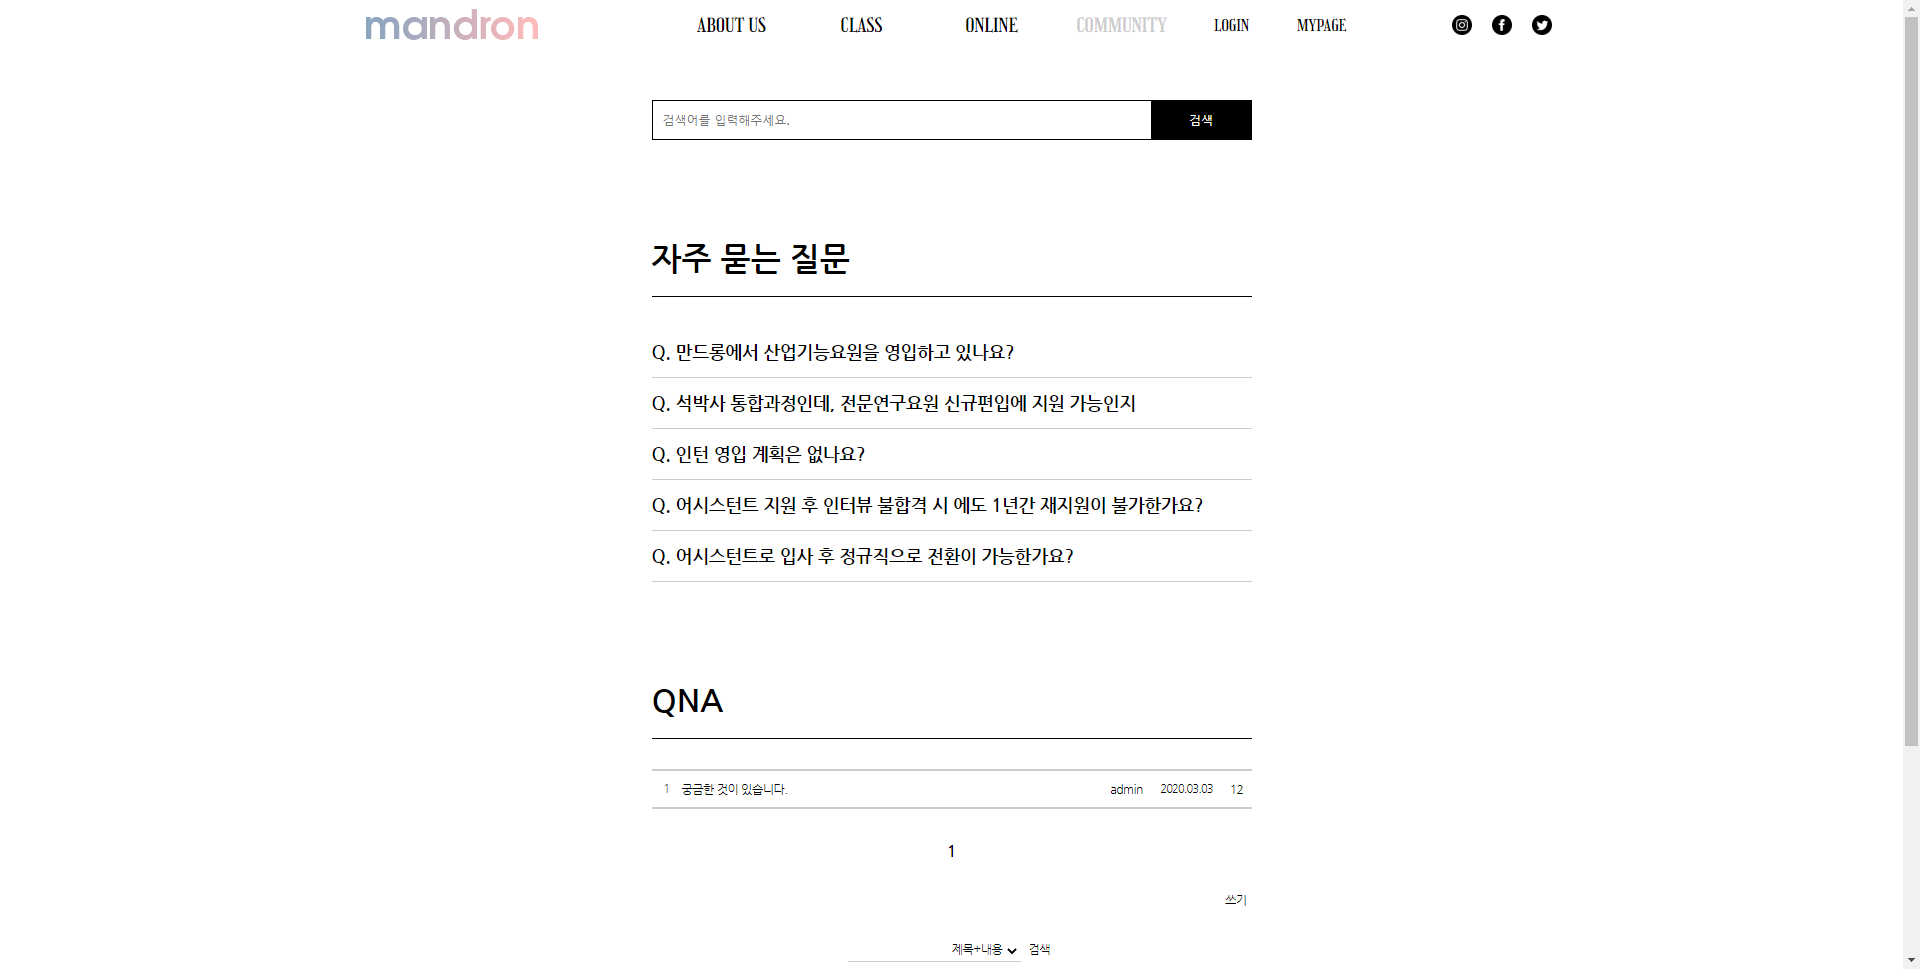 mandron ABOUT US CLASS ONLINE COMMUNITY LOGIN MYPAGE
검색어를 입력해주세요. 검색
자주 묻는 질문
Q. 만드롱에서 산업기능요원을 영입하고 있나요?
Q. 석박사 통합과정인데, 전문연구요원 신규편입에 지원 가능인지
Q. 인턴 영입 계획은 없나요?
Q. 어시스턴트 지원 후 인터뷰 불합격 시 에도 1년간 재지원이 불가한가요?
Q. 어시스턴트로 입사 후 정규직으로 전환이 가능한가요?
QNA
1 궁금한 것이 있습니다. admin 2020.03.03 12
1
쓰기
제목+내용 검색